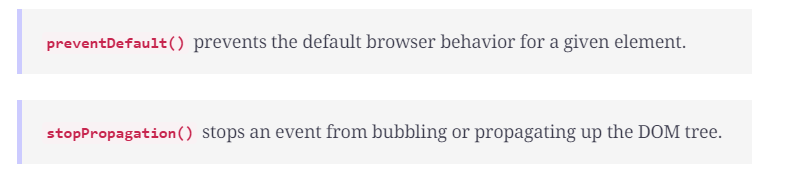 preventDefault() prevents the default browser behavior for a given element.
stopPropagation() stops an event from bubbling or propagating up the DOM tree.